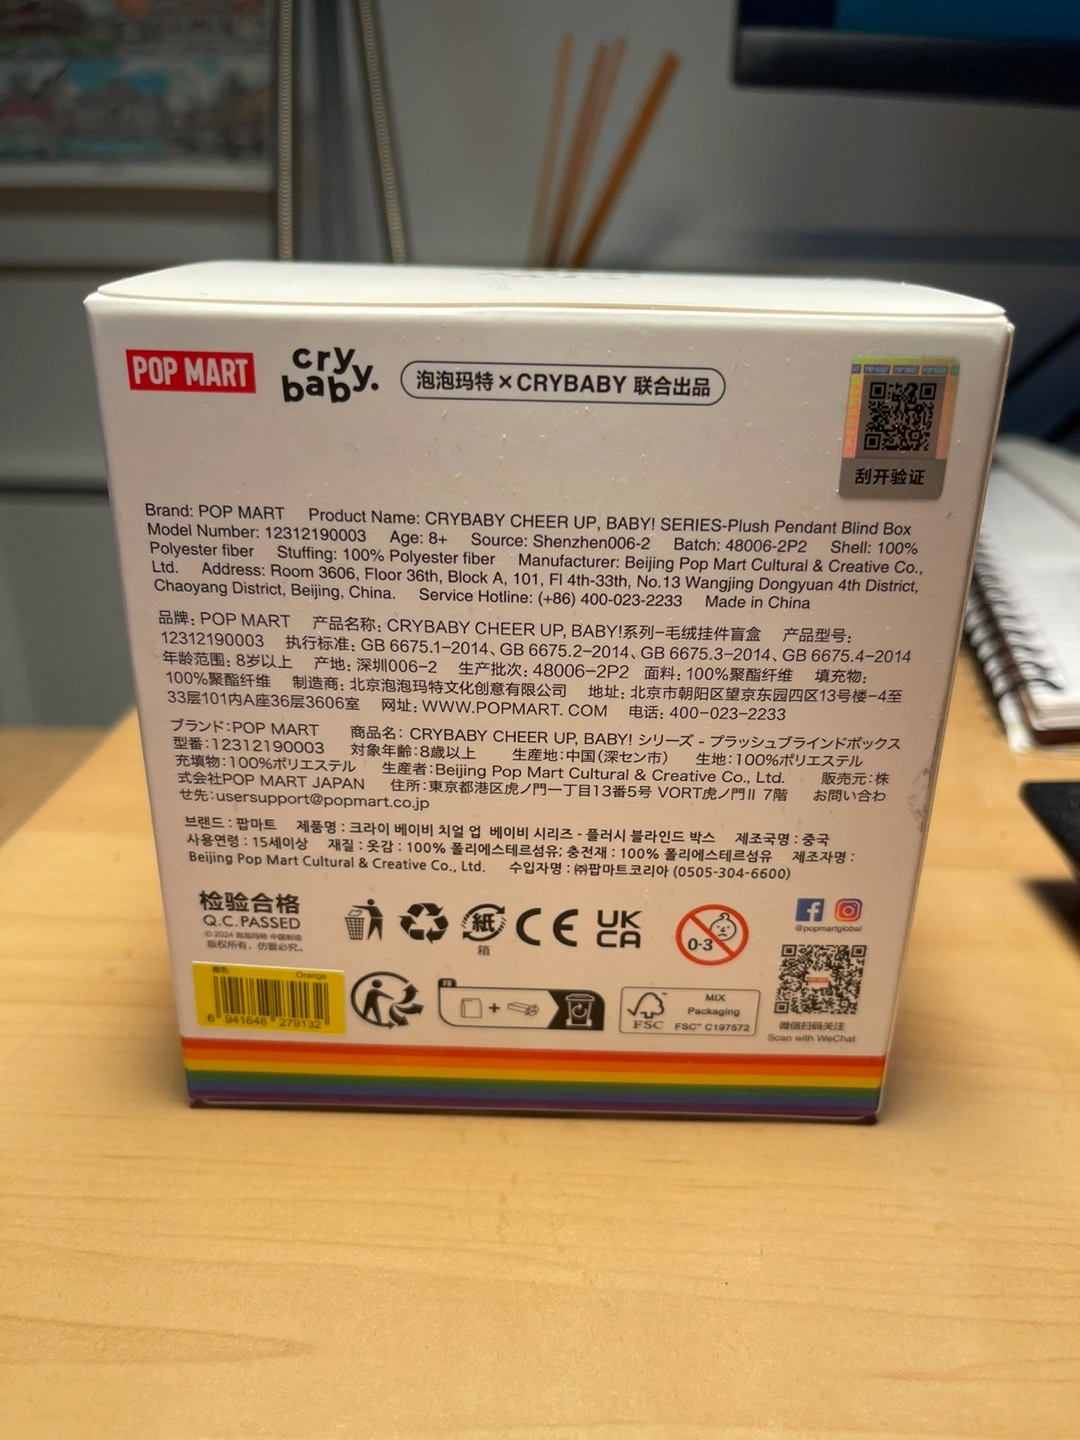 POP MART
cry baby.
泡泡玛特×CRYBABY 联合出品
刮开验证
Brand: POP MART Product Name: CRYBABY CHEER UP, BABY! SERIES-Plush Pendant Blind Box
Model Number: 12312190003 Age: 8+ Source: Shenzhen006-2 Batch: 48006-2P2 Shell: 100%
Polyester fiber Stuffing: 100% Polyester fiber Manufacturer: Beijing Pop Mart Cultural & Creative Co.,
Ltd. Address: Room 3606, Floor 36th, Block A, 101, Fl 4th-33th, No.13 Wangjing Dongyuan 4th District,
Chaoyang District, Beijing, China. Service Hotline: (+86) 400-023-2233 Made in China
品牌: POP MART 产品名称: CRYBABY CHEER UP, BABY!系列-毛绒挂件盲盒 产品型号:
12312190003 执行标准: GB 6675.1-2014、GB 6675.2-2014、GB 6675.3-2014、GB 6675.4-2014
年龄范围: 8岁以上 产地: 深圳006-2 生产批次: 48006-2P2 面料: 100%聚酯纤维 填充物:
100%聚酯纤维 制造商: 北京泡泡玛特文化创意有限公司 地址: 北京市朝阳区望京东园四区13号楼-4至
33层101内A座36层3606室 网址: WWW.POPMART.COM 电话: 400-023-2233
ブランド:POP MART 商品名: CRYBABY CHEER UP, BABY! シリーズ - プラッシュブラインドボックス
型番:12312190003 対象年齢:8歳以上 生産地:中国(深セン市) 生地:100%ポリエステル
充填物:100%ポリエステル 生産者:Beijing Pop Mart Cultural & Creative Co., Ltd. 販売元:株
式会社POP MART JAPAN 住所:東京都港区虎ノ門一丁目13番5号 VORT虎ノ門Ⅱ 7階 お問い合わ
せ先:usersupport@popmart.co.jp
브랜드 : 팝마트 제품명 : 크라이 베이비 치얼 업 베이비 시리즈 - 플러시 블라인드 박스 제조국명 : 중국
사용연령 : 15세이상 재질 : 옷감 : 100% 폴리에스테르섬유; 충전재 : 100% 폴리에스테르섬유 제조자명 :
Beijing Pop Mart Cultural & Creative Co., Ltd. 수입자명 : ㈜팝마트코리아 (0505-304-6600)
检验合格
Q.C.PASSED
© 2024 泡泡玛特 中国制造
版权所有，仿冒必究。
紙
箱
CE
UK
CA
0-3
@popmartglobal
橙色 Orange
6 941848 279132
FR
FSC
MIX
Packaging
FSC™ C197572
微信扫码关注
Scan with WeChat